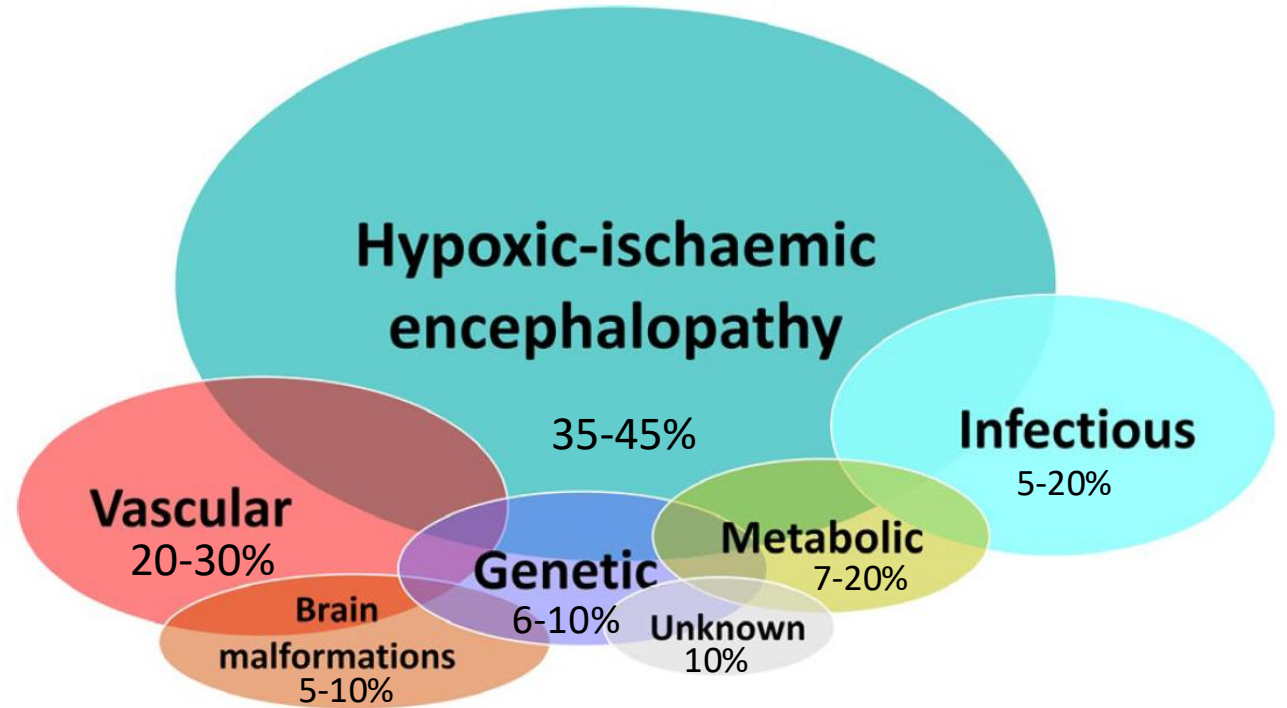 Hypoxic-ischaemic
encephalopathy
35-45%
Infectious
5-20%
Vascular
20-30%
Genetic
6-10%
Metabolic
7-20%
Brain
malformations
5-10%
Unknown
10%